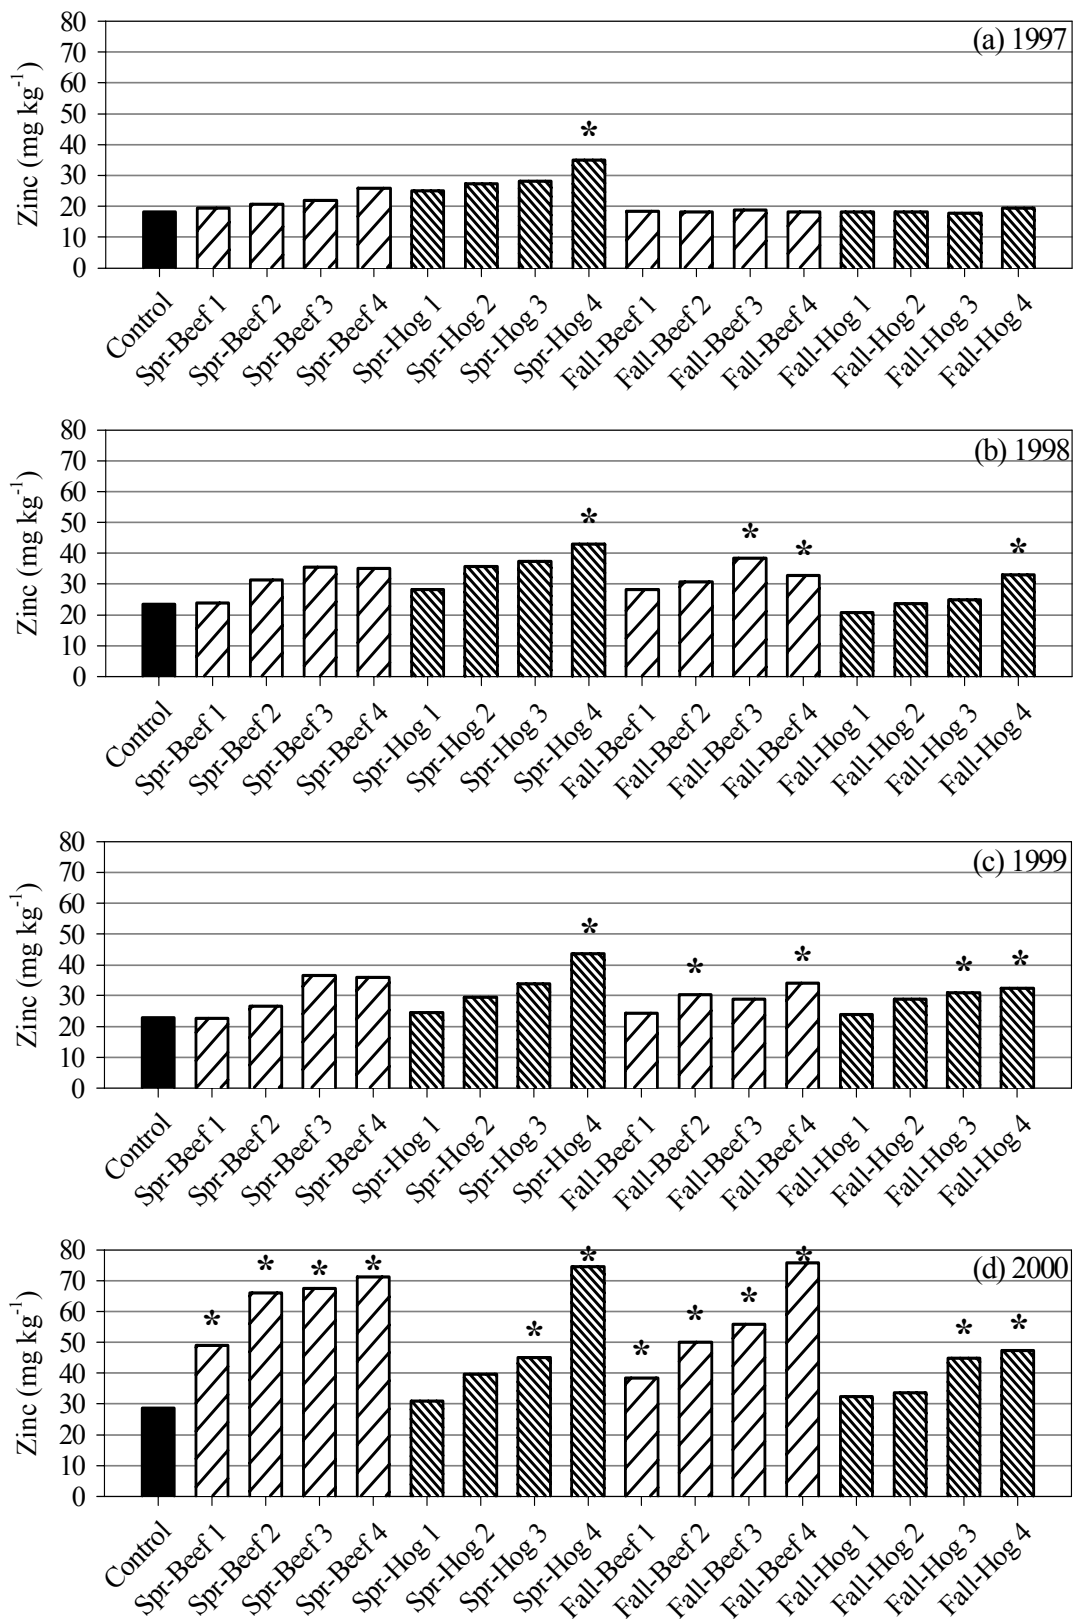 (a) 1997
Zinc (mg kg-1)
80
70
60
50
40
30
20
10
0
*
Control
Spr-Beef 1
Spr-Beef 2
Spr-Beef 3
Spr-Beef 4
Spr-Hog 1
Spr-Hog 2
Spr-Hog 3
Spr-Hog 4
Fall-Beef 1
Fall-Beef 2
Fall-Beef 3
Fall-Beef 4
Fall-Hog 1
Fall-Hog 2
Fall-Hog 3
Fall-Hog 4
(b) 1998
Zinc (mg kg-1)
80
70
60
50
40
30
20
10
0
* * * *
Control
Spr-Beef 1
Spr-Beef 2
Spr-Beef 3
Spr-Beef 4
Spr-Hog 1
Spr-Hog 2
Spr-Hog 3
Spr-Hog 4
Fall-Beef 1
Fall-Beef 2
Fall-Beef 3
Fall-Beef 4
Fall-Hog 1
Fall-Hog 2
Fall-Hog 3
Fall-Hog 4
(c) 1999
Zinc (mg kg-1)
80
70
60
50
40
30
20
10
0
* * * * *
Control
Spr-Beef 1
Spr-Beef 2
Spr-Beef 3
Spr-Beef 4
Spr-Hog 1
Spr-Hog 2
Spr-Hog 3
Spr-Hog 4
Fall-Beef 1
Fall-Beef 2
Fall-Beef 3
Fall-Beef 4
Fall-Hog 1
Fall-Hog 2
Fall-Hog 3
Fall-Hog 4
(d) 2000
Zinc (mg kg-1)
80
70
60
50
40
30
20
10
0
* * * * * * * * * * * *
Control
Spr-Beef 1
Spr-Beef 2
Spr-Beef 3
Spr-Beef 4
Spr-Hog 1
Spr-Hog 2
Spr-Hog 3
Spr-Hog 4
Fall-Beef 1
Fall-Beef 2
Fall-Beef 3
Fall-Beef 4
Fall-Hog 1
Fall-Hog 2
Fall-Hog 3
Fall-Hog 4